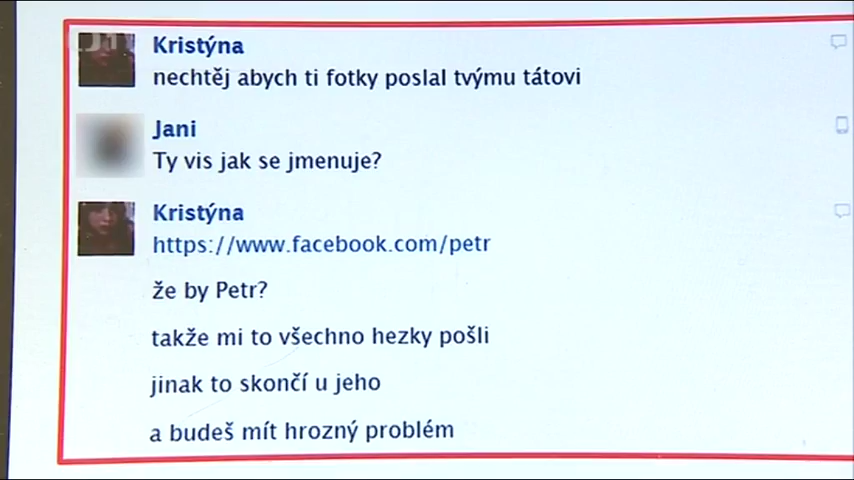 Kristýna
nechtěj abych ti fotky poslal tvýmu tátovi
Jani
Ty vis jak se jmenuje?
Kristýna
https://www.facebook.com/petr
že by Petr?
takže mi to všechno hezky pošli
jinak to skončí u jeho
a budeš mít hrozný problém